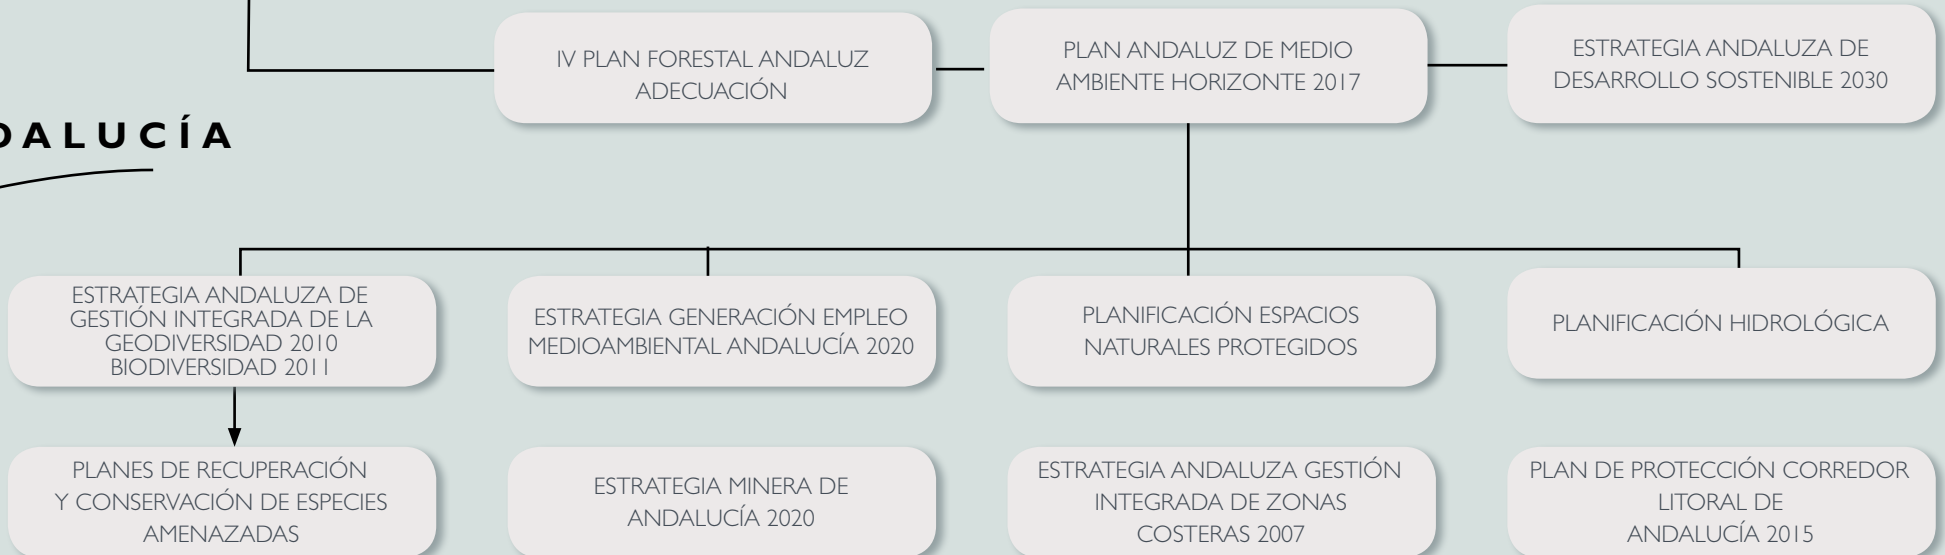 IV PLAN FORESTAL ANDALUZ
ADECUACIÓN
PLAN ANDALUZ DE MEDIO
AMBIENTE HORIZONTE 2017
ESTRATEGIA ANDALUZA DE
DESARROLLO SOSTENIBLE 2030
DALUCÍA
ESTRATEGIA ANDALUZA DE
GESTIÓN INTEGRADA DE LA
GEODIVERSIDAD 2010
BIODIVERSIDAD 2011
ESTRATEGIA GENERACIÓN EMPLEO
MEDIOAMBIENTAL ANDALUCÍA 2020
PLANIFICACIÓN ESPACIOS
NATURALES PROTEGIDOS
PLANIFICACIÓN HIDROLÓGICA
PLANES DE RECUPERACIÓN
Y CONSERVACIÓN DE ESPECIES
AMENAZADAS
ESTRATEGIA MINERA DE
ANDALUCÍA 2020
ESTRATEGIA ANDALUZA GESTIÓN
INTEGRADA DE ZONAS
COSTERAS 2007
PLAN DE PROTECCIÓN CORREDOR
LITORAL DE
ANDALUCÍA 2015